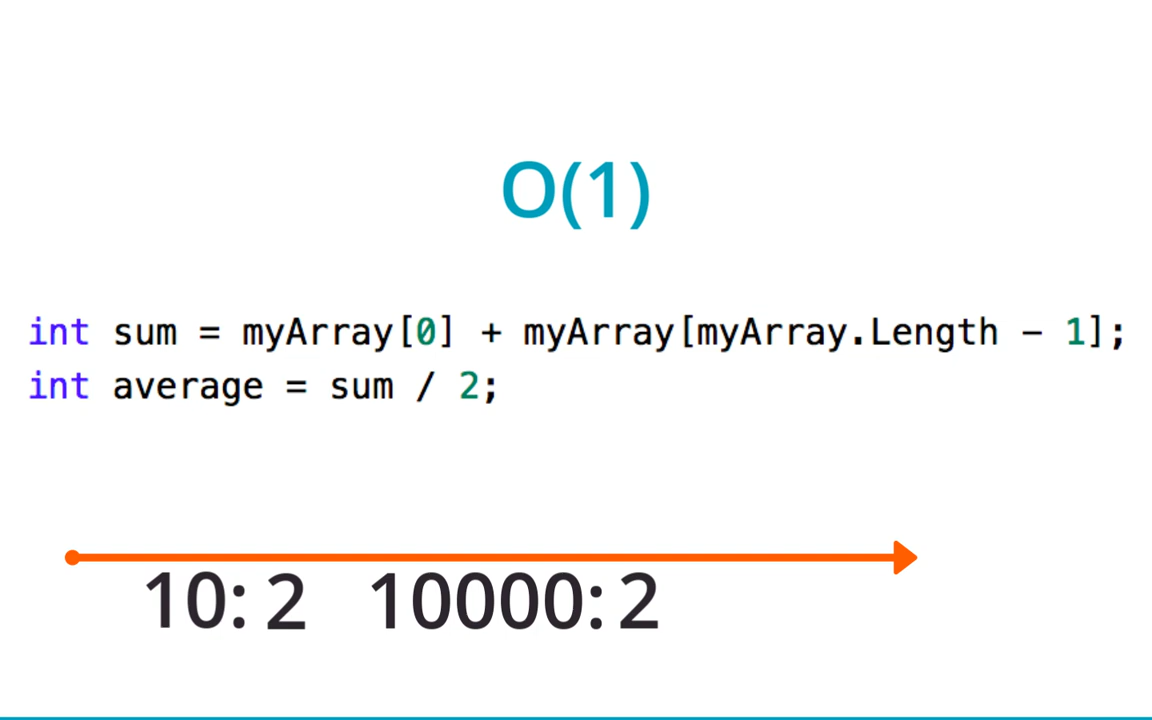 O(1)
int sum = myArray[0] + myArray[myArray.Length - 1];
int average = sum / 2;
10: 2 10000: 2